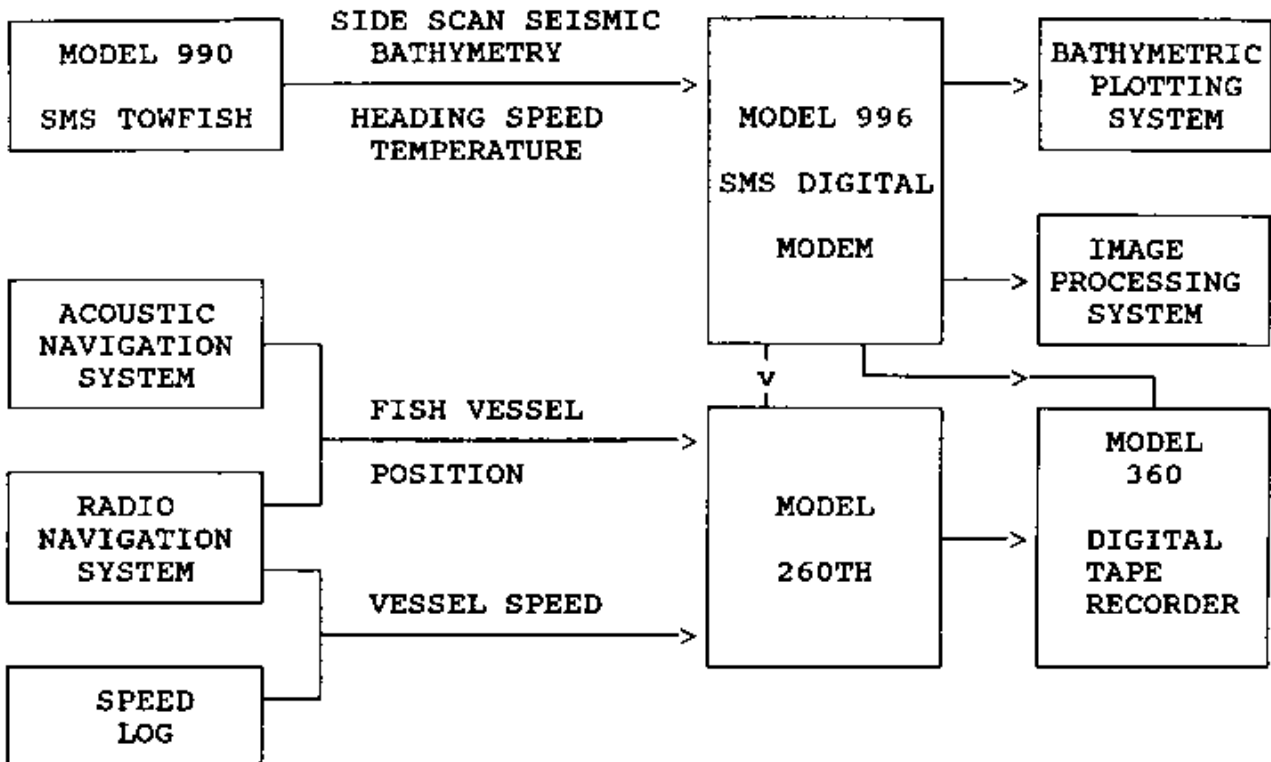 MODEL 990
SMS TOWFISH
SIDE SCAN SEISMIC
BATHYMETRY
HEADING SPEED
TEMPERATURE
MODEL 996
SMS DIGITAL
MODEM
BATHYMETRIC
PLOTTING
SYSTEM
IMAGE
PROCESSING
SYSTEM
ACOUSTIC
NAVIGATION
SYSTEM
RADIO
NAVIGATION
SYSTEM
SPEED
LOG
FISH VESSEL
POSITION
VESSEL SPEED
MODEL
260TH
MODEL
360
DIGITAL
TAPE
RECORDER